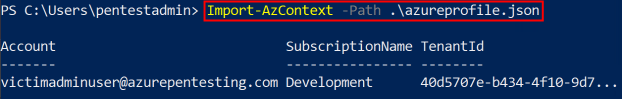 PS C:\Users\pentestadmin> Import-AzContext -Path .\azureprofile.json
Account SubscriptionName TenantId
------- ---------------- --------
victimadminuser@azurepentesting.com Development 40d5707e-b434-4f10-9d7...